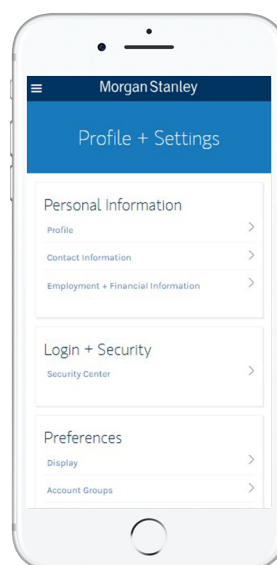 Morgan Stanley
Profile + Settings
Personal Information
Profile
Contact Information
Employment + Financial Information
Login + Security
Security Center
Preferences
Display
Account Groups